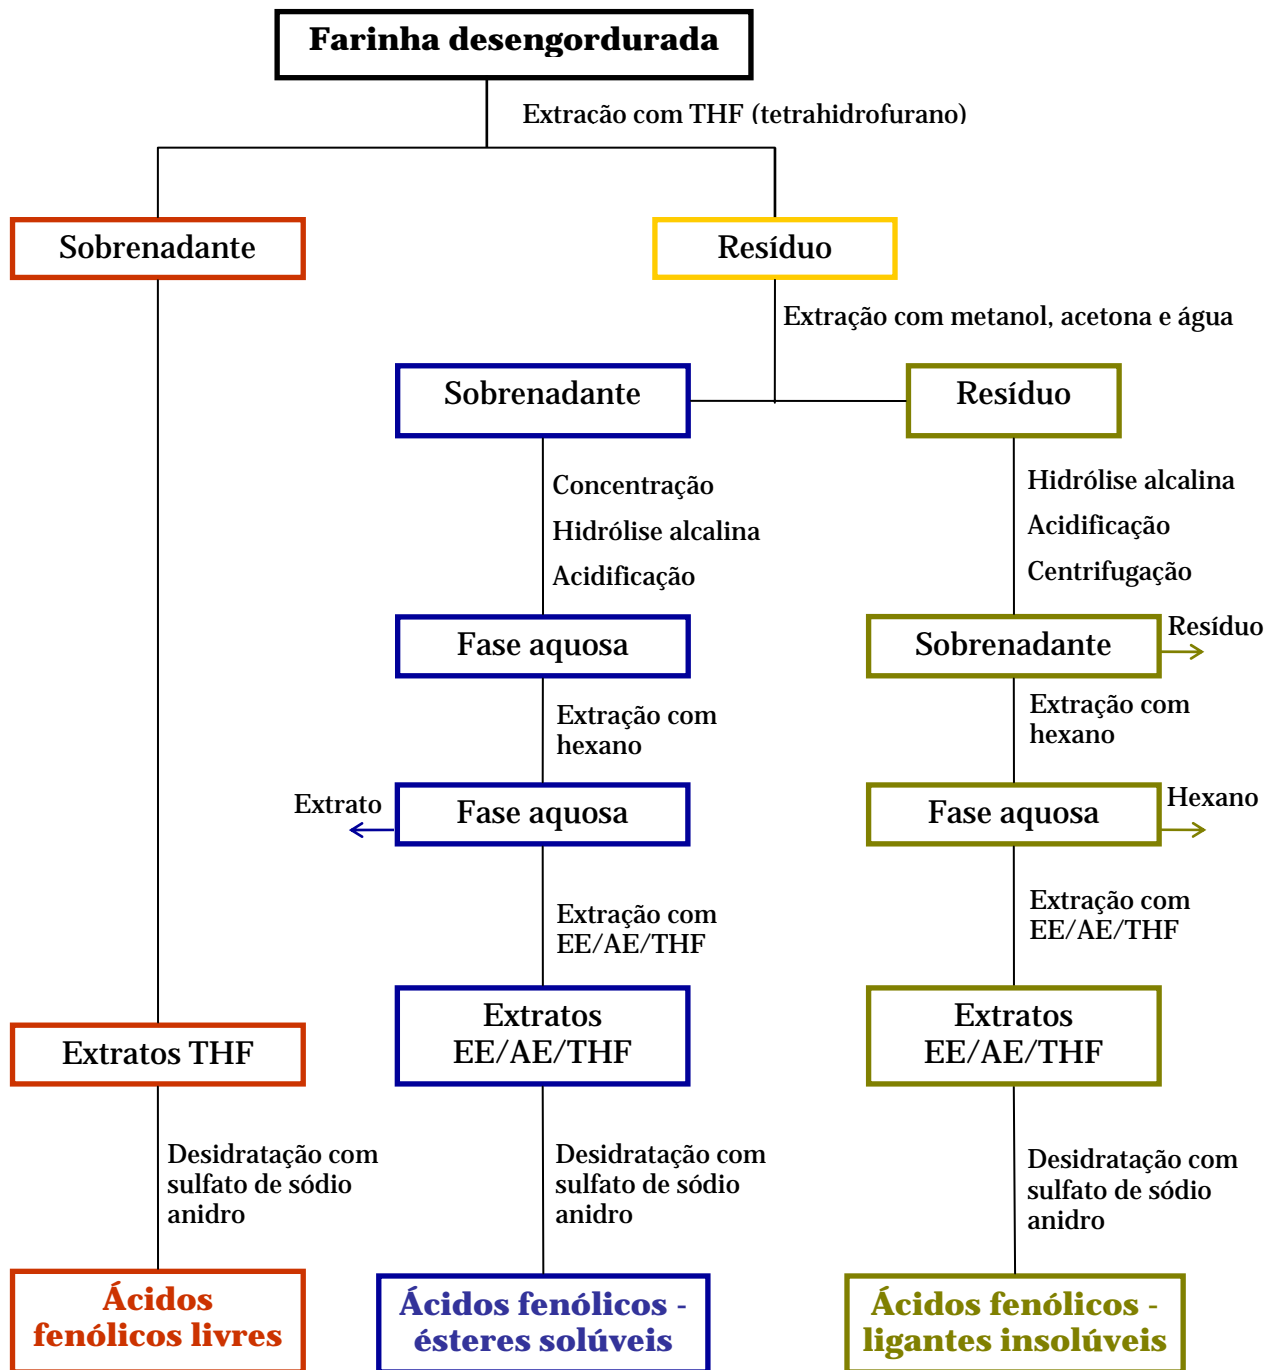 Farinha desengordurada
Extração com THF (tetrahidrofurano)
Sobrenadante
Resíduo
Extração com metanol, acetona e água
Sobrenadante
Resíduo
Concentração
Hidrólise alcalina
Acidificação
Hidrólise alcalina
Acidificação
Centrifugação
Fase aquosa
Sobrenadante
Resíduo
Extração com
hexano
Extração com
hexano
Extrato
Fase aquosa
Fase aquosa
Hexano
Extração com
EE/AE/THF
Extração com
EE/AE/THF
Extratos THF
Extratos
EE/AE/THF
Extratos
EE/AE/THF
Desidratação com
sulfato de sódio
anidro
Desidratação com
sulfato de sódio
anidro
Desidratação com
sulfato de sódio
anidro
Ácidos
fenólicos livres
Ácidos fenólicos -
ésteres solúveis
Ácidos fenólicos -
ligantes insolúveis